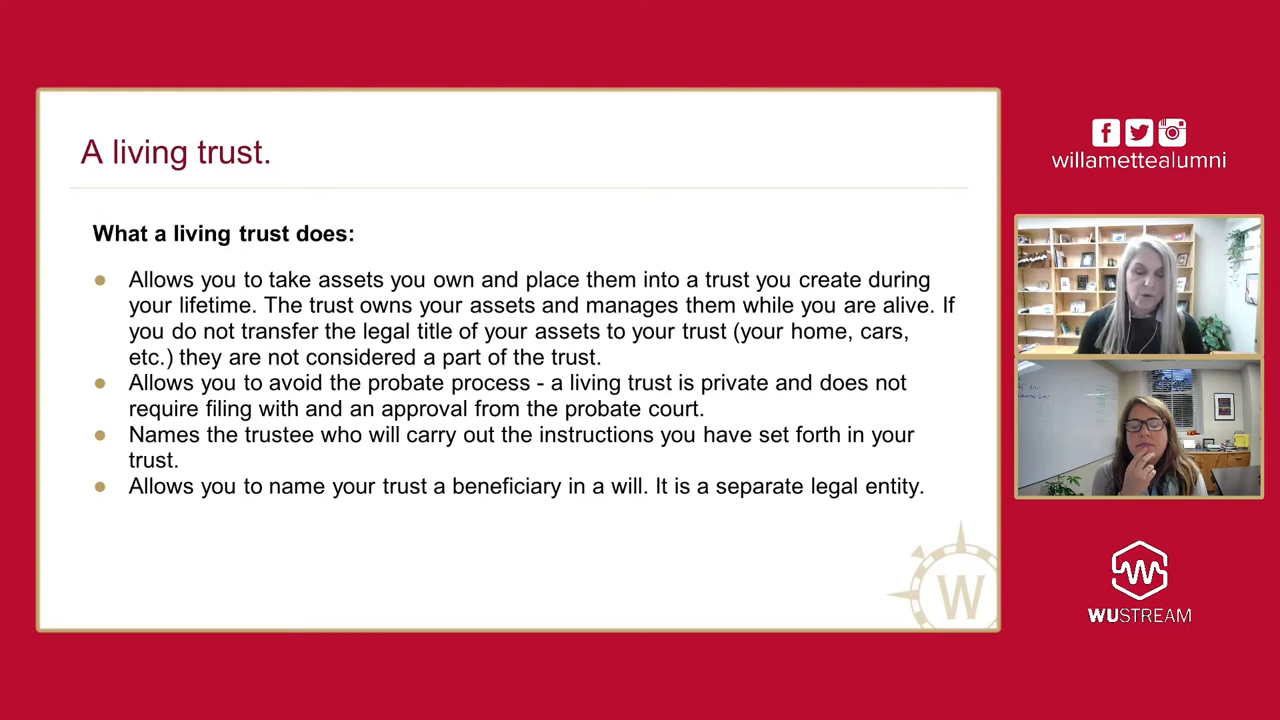 A living trust.
What a living trust does:
● Allows you to take assets you own and place them into a trust you create during
your lifetime. The trust owns your assets and manages them while you are alive. If
you do not transfer the legal title of your assets to your trust (your home, cars,
etc.) they are not considered a part of the trust.
● Allows you to avoid the probate process - a living trust is private and does not
require filing with and an approval from the probate court.
● Names the trustee who will carry out the instructions you have set forth in your
trust.
● Allows you to name your trust a beneficiary in a will. It is a separate legal entity.
W
willamettealumni
W
WUSTREAM